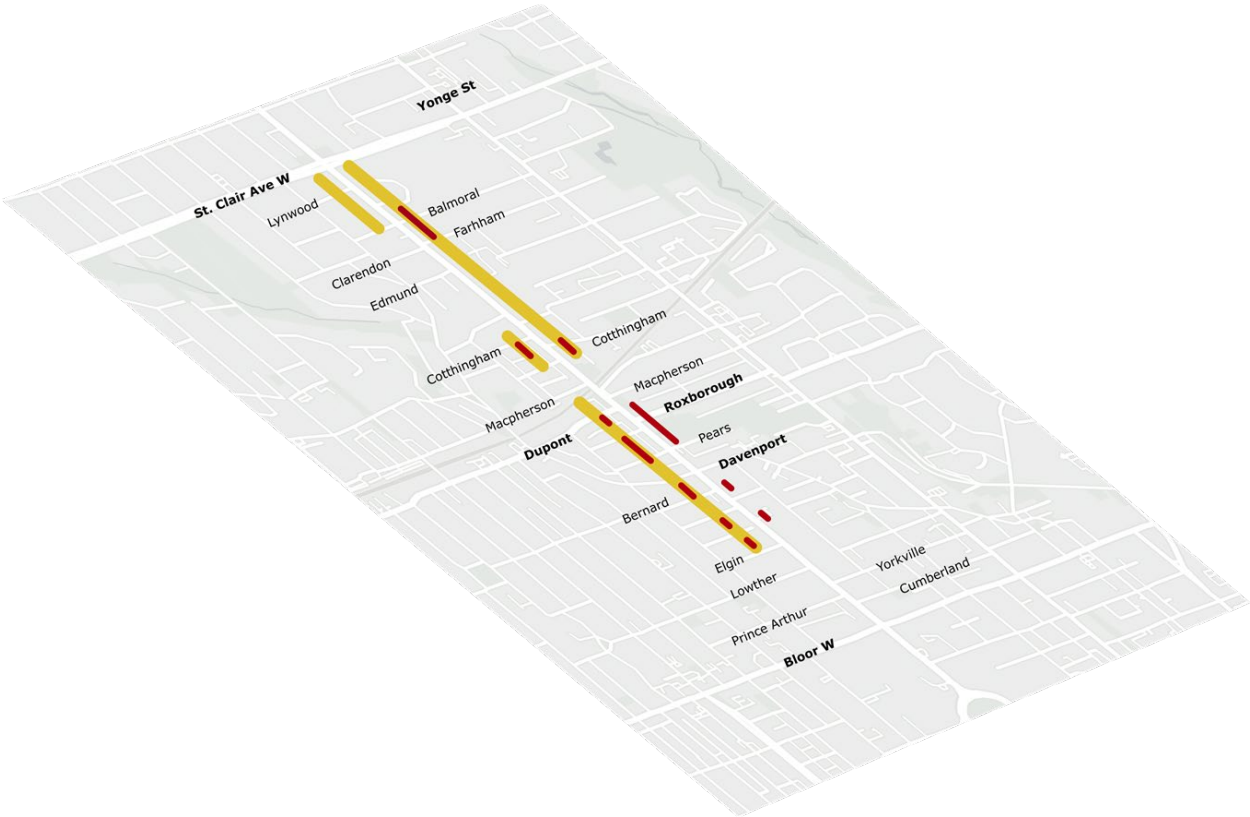 Yonge St
St. Clair Ave W
Lynwood
Balmoral
Farhham
Clarendon
Edmund
Cotthingham
Cotthingham
Macpherson
Roxborough
Macpherson
Dupont
Pears
Davenport
Bernard
Elgin
Lowther
Yorkville
Cumberland
Prince Arthur
Bloor W